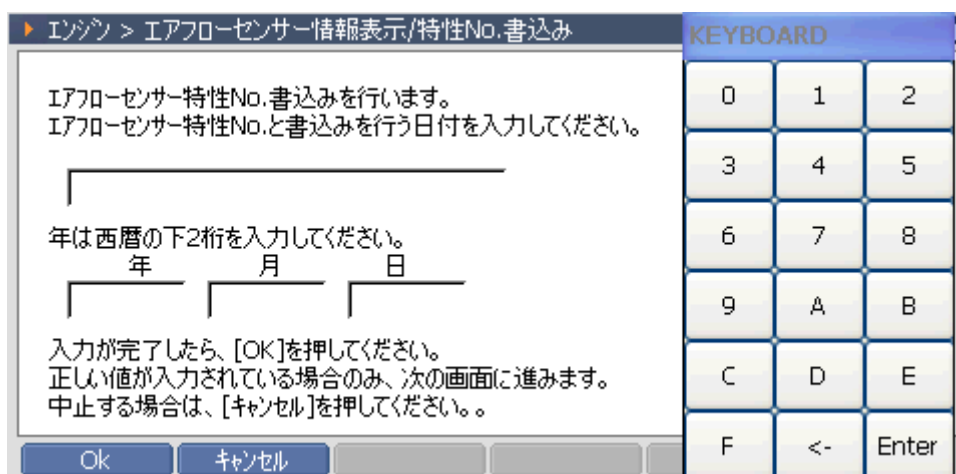 エンジン > エアフローセンサー情報表示/特性No.書込み
エアフローセンサー特性No.書込みを行います。
エアフローセンサー特性No.と書込みを行う日付を入力してください。
年は西暦の下2桁を入力してください。
年 月 日
入力が完了したら、[OK]を押してください。
正しい値が入力されている場合のみ、次の画面に進みます。
中止する場合は、[キャンセル]を押してください。。
Ok キャンセル
KEYBOARD
0 1 2
3 4 5
6 7 8
9 A B
C D E
F <- Enter